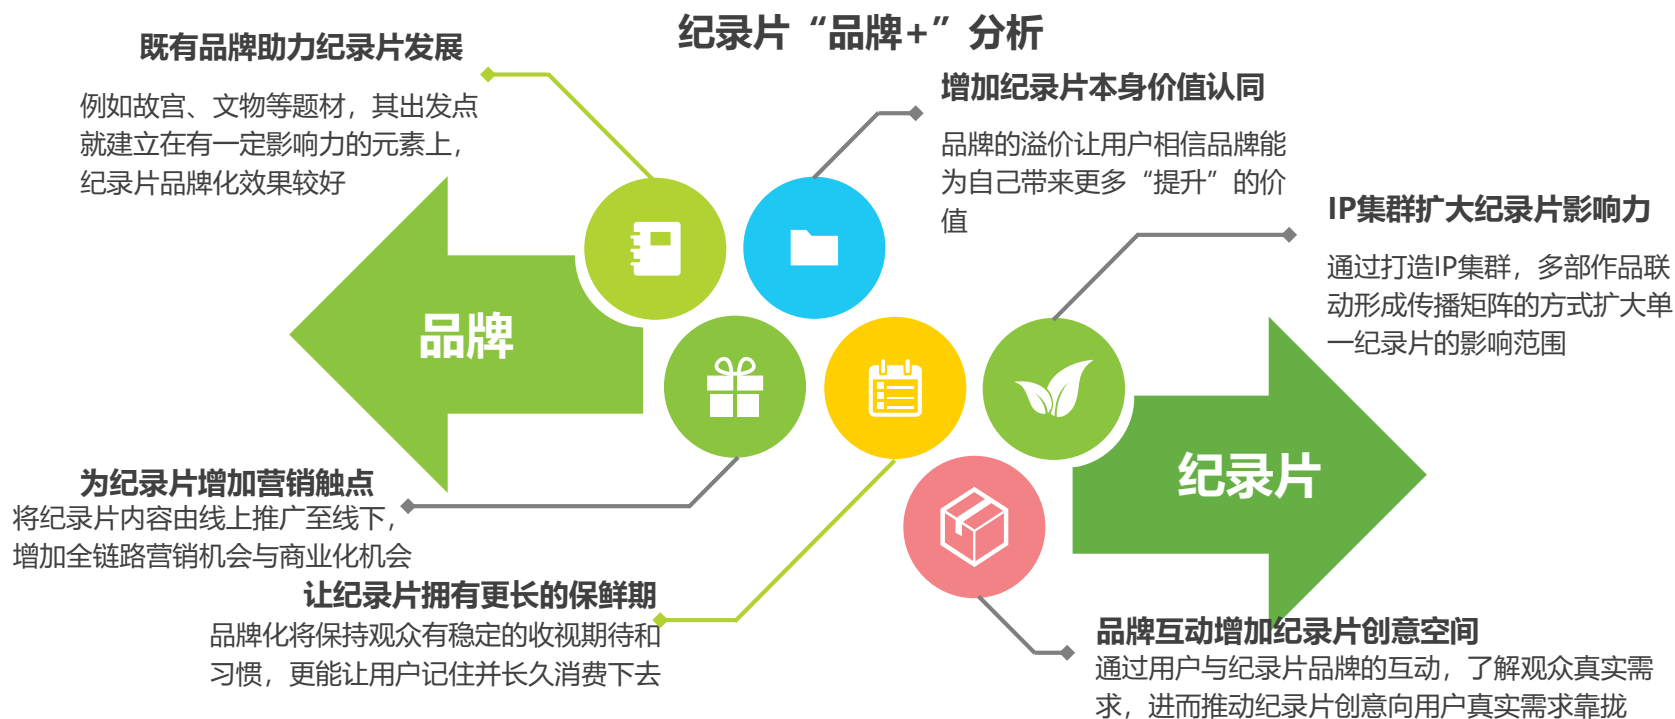 纪录片“品牌+”分析
既有品牌助力纪录片发展
例如故宫、文物等题材，其出发点
就建立在有一定影响力的元素上，
纪录片品牌化效果较好
增加纪录片本身价值认同
品牌的溢价让用户相信品牌能
为自己带来更多“提升”的价
值
IP集群扩大纪录片影响力
通过打造IP集群，多部作品联
动形成传播矩阵的方式扩大单
一纪录片的影响范围
品牌
纪录片
为纪录片增加营销触点
将纪录片内容由线上推广至线下，
增加全链路营销机会与商业化机会
让纪录片拥有更长的保鲜期
品牌化将保持观众有稳定的收视期待和
习惯，更能让用户记住并长久消费下去
品牌互动增加纪录片创意空间
通过用户与纪录片品牌的互动，了解观众真实需
求，进而推动纪录片创意向用户真实需求靠拢